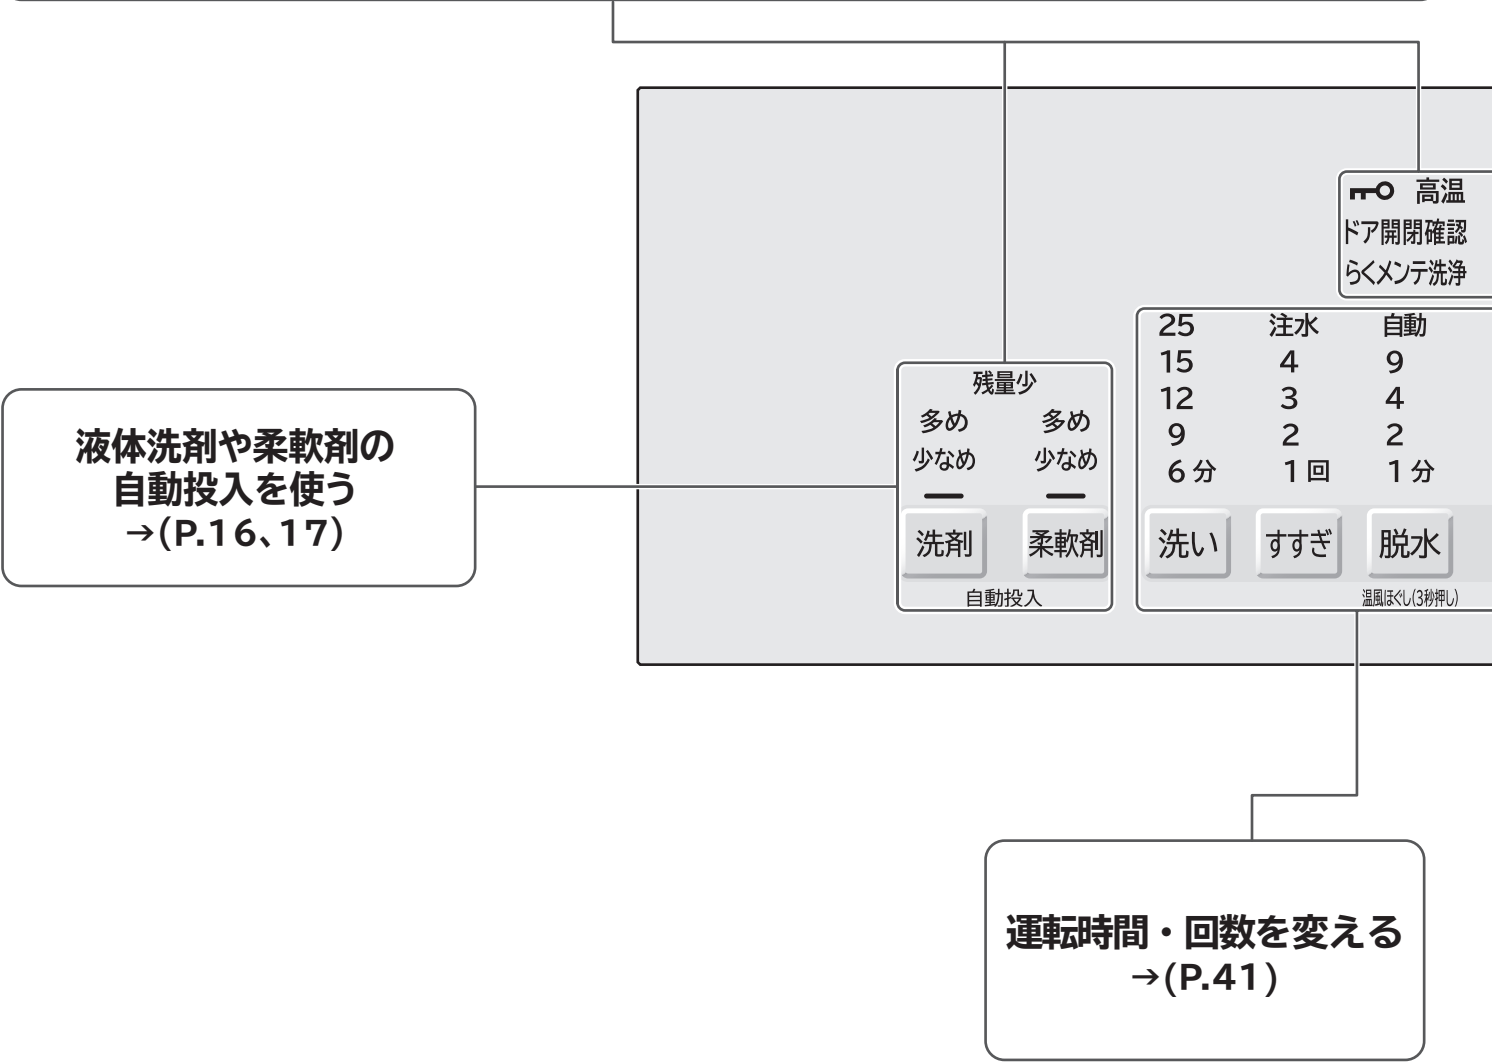 高温
ドア開閉確認
らくメンテ洗浄
25 注水 自動
15 4 9
12 3 4
9 2 2
6分 1回 1分
残量少
多め 多め
少なめ 少なめ
洗剤 柔軟剤 洗い すすぎ 脱水
自動投入 温風ほぐし(3秒押し)
液体洗剤や柔軟剤の
自動投入を使う
→(P.16、17)
運転時間・回数を変える
→(P.41)